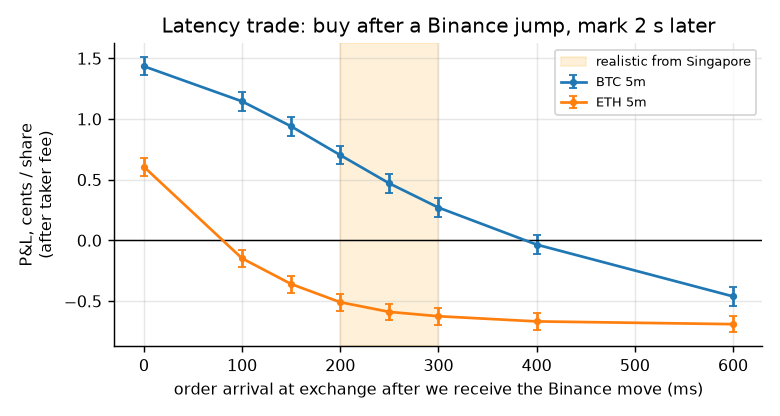 Latency trade: buy after a Binance jump, mark 2 s later
P&L, cents / share
(after taker fee)
1.5
1.0
0.5
0.0
−0.5
realistic from Singapore
BTC 5m
ETH 5m
0 100 200 300 400 500 600
order arrival at exchange after we receive the Binance move (ms)